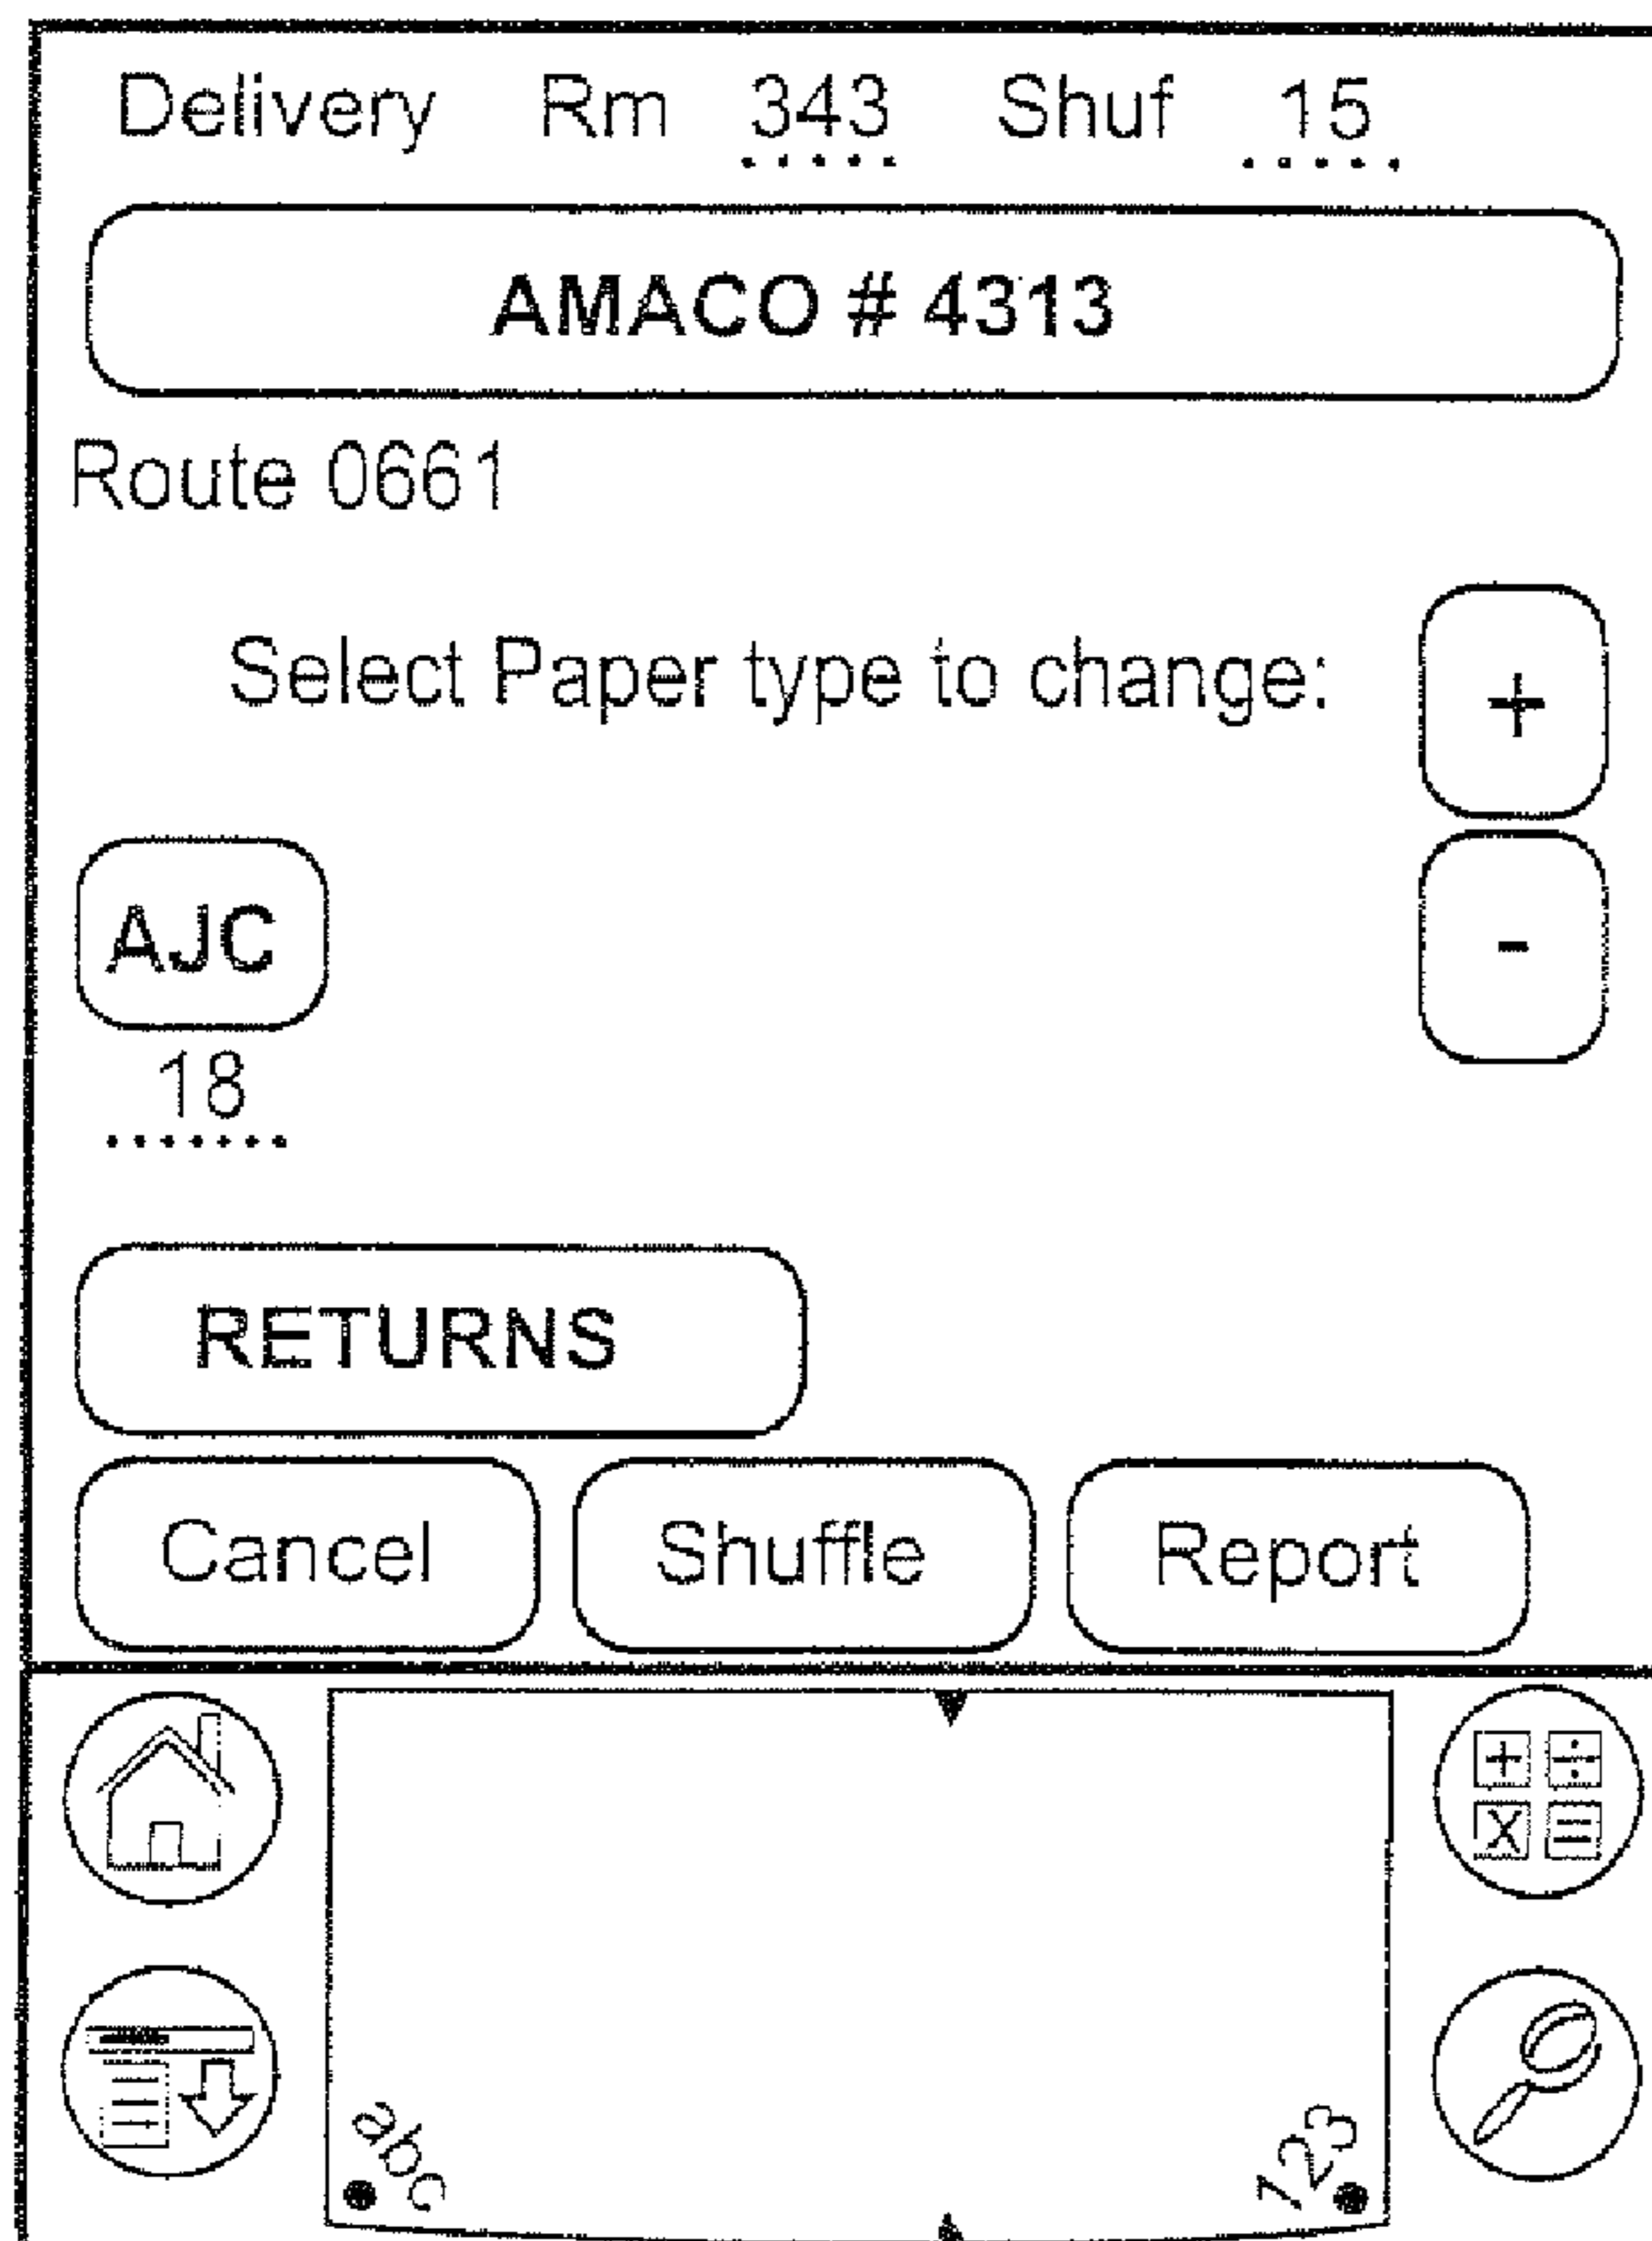 Delivery Rm 343 Shuf 15
AMACO # 4313
Route 0661
Select Paper type to change:
+
-
AJC
18
RETURNS
Cancel Shuffle Report
+ ÷
X =
abc 123